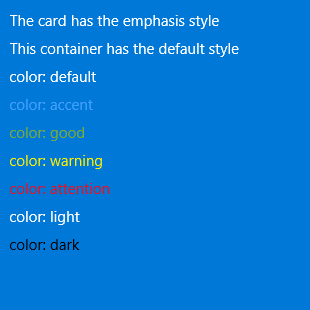 The card has the emphasis style
This container has the default style
color: default
color: accent
color: good
color: warning
color: attention
color: light
color: dark